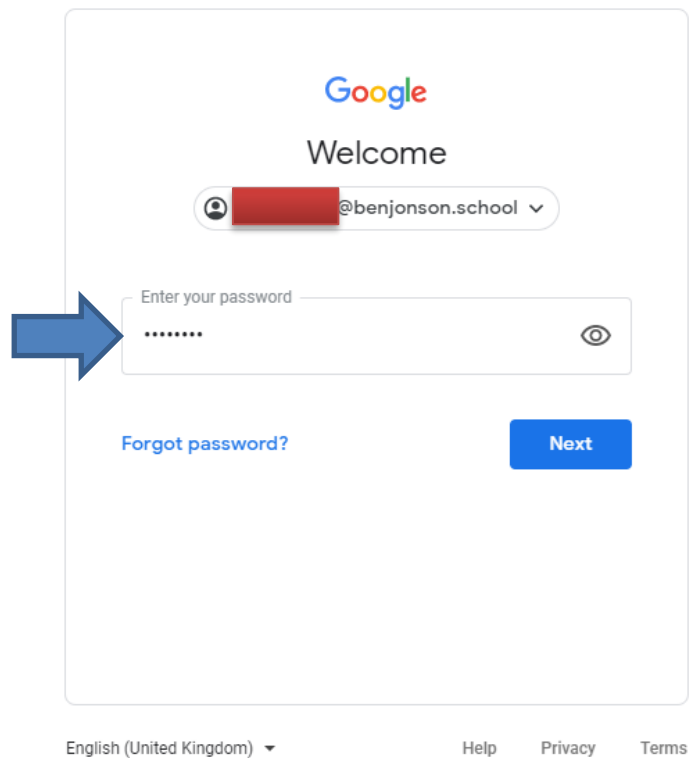 Google
Welcome
@benjonson.school
Enter your password
••••••••
Forgot password? Next
English (United Kingdom) Help Privacy Terms